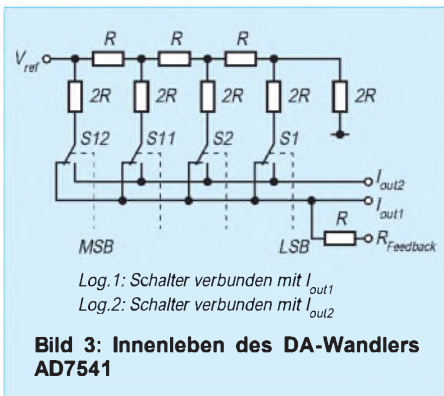 R R R
V_ref
2R 2R 2R 2R 2R
S12 S11 S2 S1
I_out2
I_out1
R
R_Feedback
MSB LSB
Log.1: Schalter verbunden mit I_out1
Log.2: Schalter verbunden mit I_out2
Bild 3: Innenleben des DA-Wandlers
AD7541